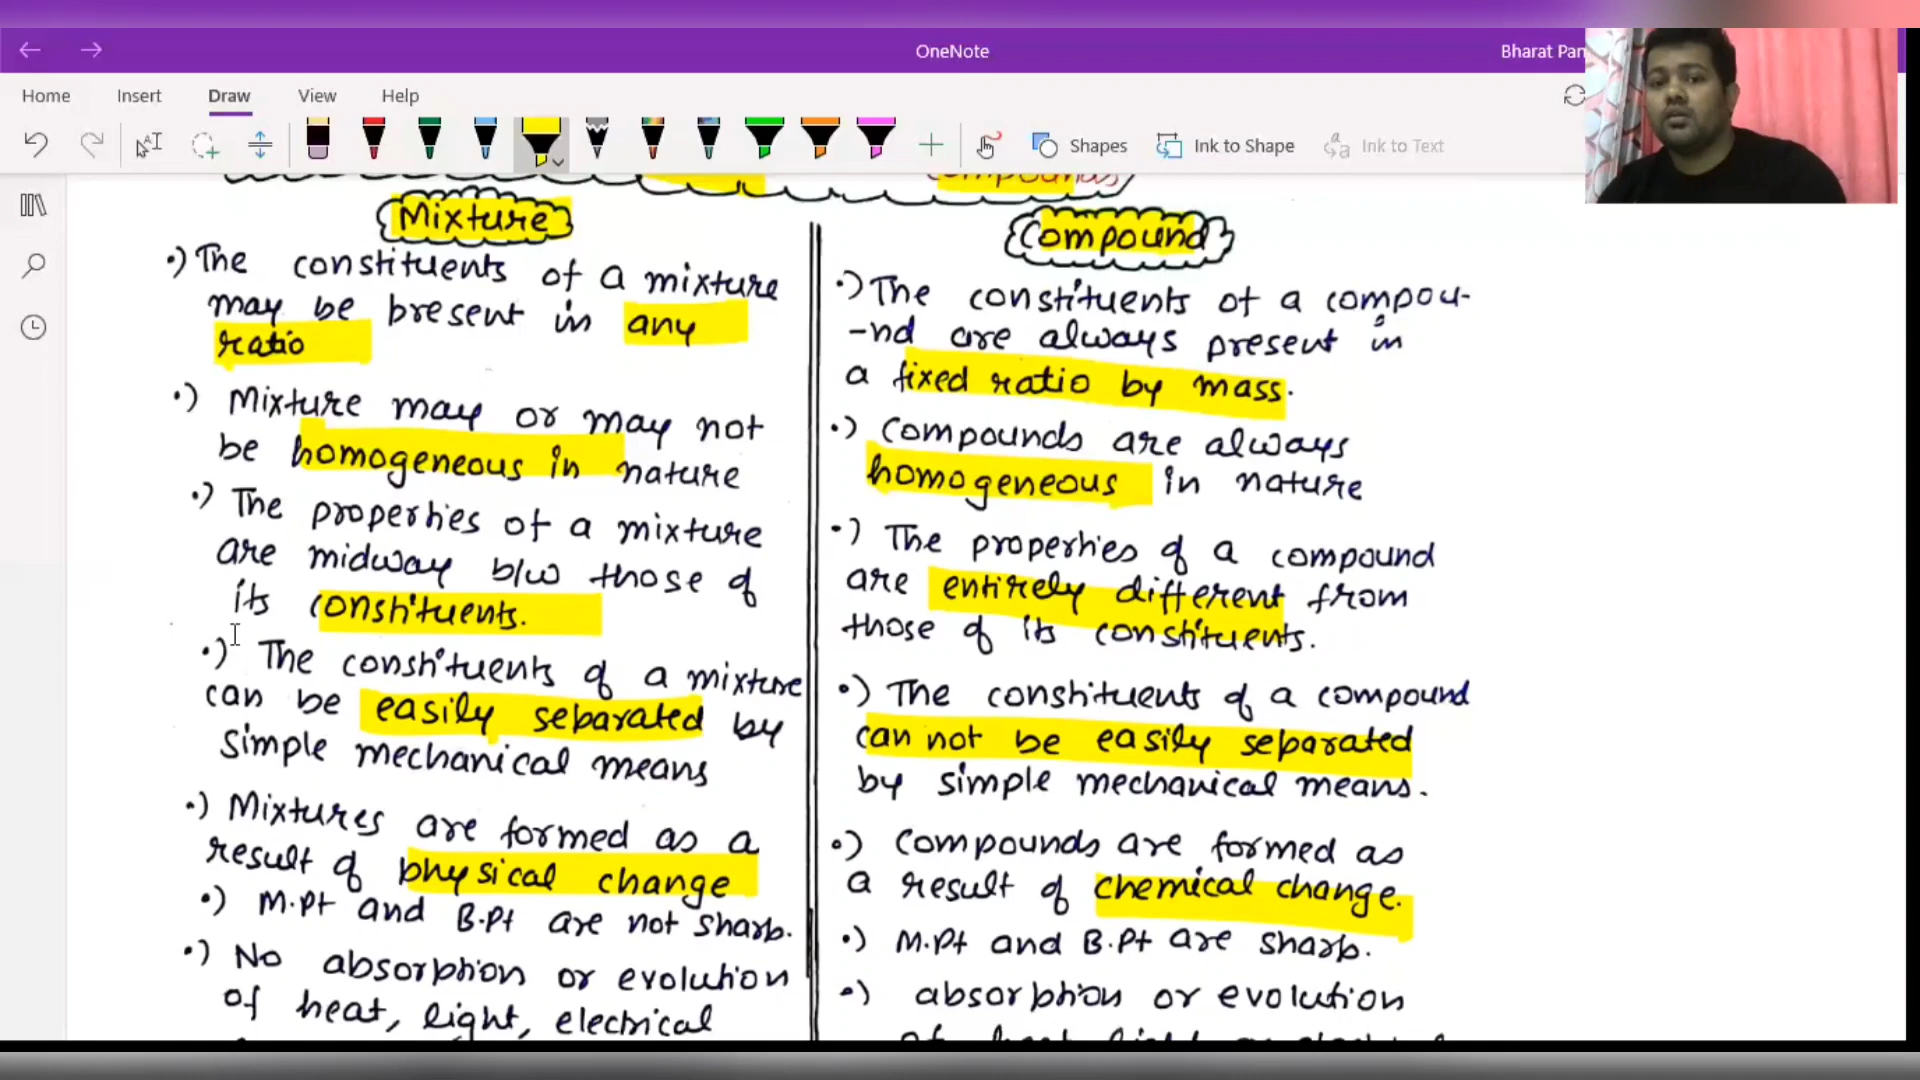 OneNote
Bharat Pan
Home Insert Draw View Help
Shapes Ink to Shape Ink to Text
compounds
Mixture
•) The constituents of a mixture
may be present in any
ratio
•) Mixture may or may not
be homogeneous in nature
•) The properties of a mixture
are midway b/w those of
its constituents.
•) The constituents of a mixture
can be easily separated by
simple mechanical means
•) Mixtures are formed as a
result of physical change
•) M.Pt and B.Pt are not sharp.
•) No absorption or evolution
of heat, light, electrical
Compound
•) The constituents of a compou-
-nd are always present in
a fixed ratio by mass.
•) Compounds are always
homogeneous in nature
•) The properties of a compound
are entirely different from
those of its constituents.
•) The constituents of a compound
can not be easily separated
by simple mechanical means.
•) Compounds are formed as
a result of chemical change.
•) M.Pt and B.Pt are sharp.
•) absorption or evolution
of heat light